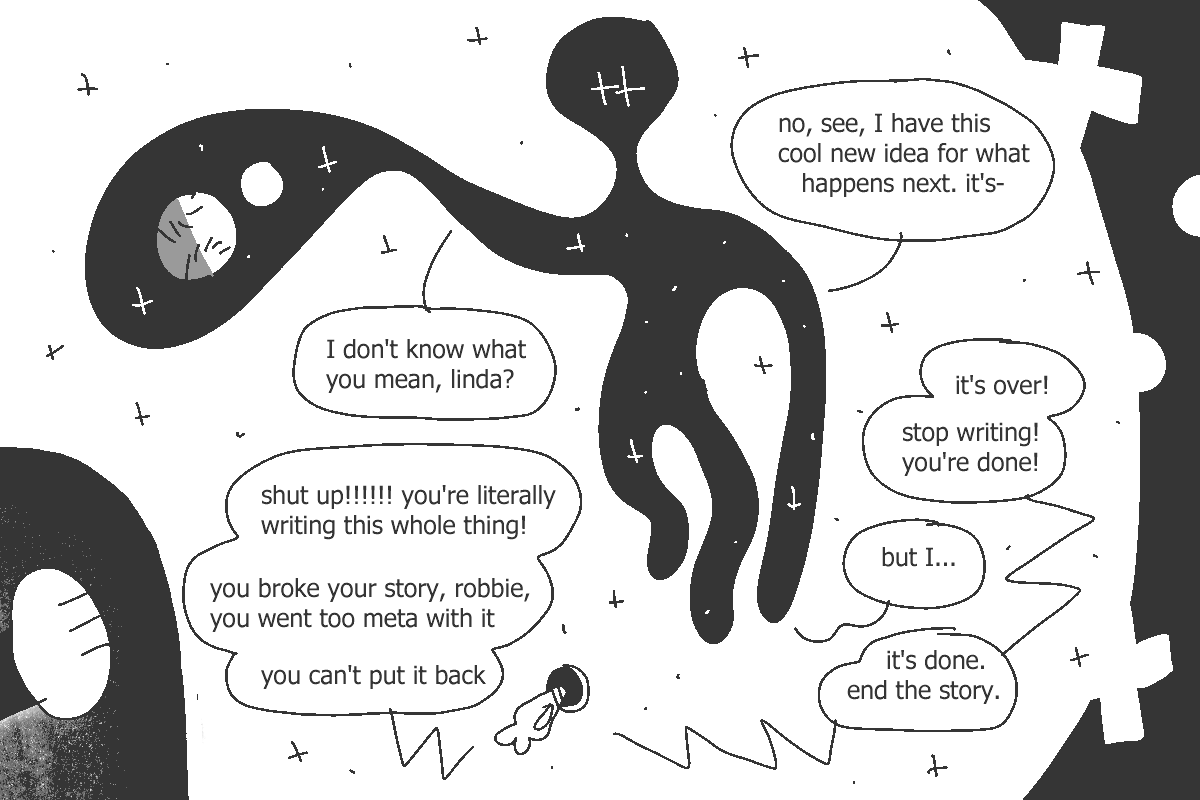 I don't know what
you mean, linda?
shut up!!!!!! you're literally
writing this whole thing!
you broke your story, robbie,
you went too meta with it
you can't put it back
no, see, I have this
cool new idea for what
happens next. it's-
it's over!
stop writing!
you're done!
but I...
it's done.
end the story.